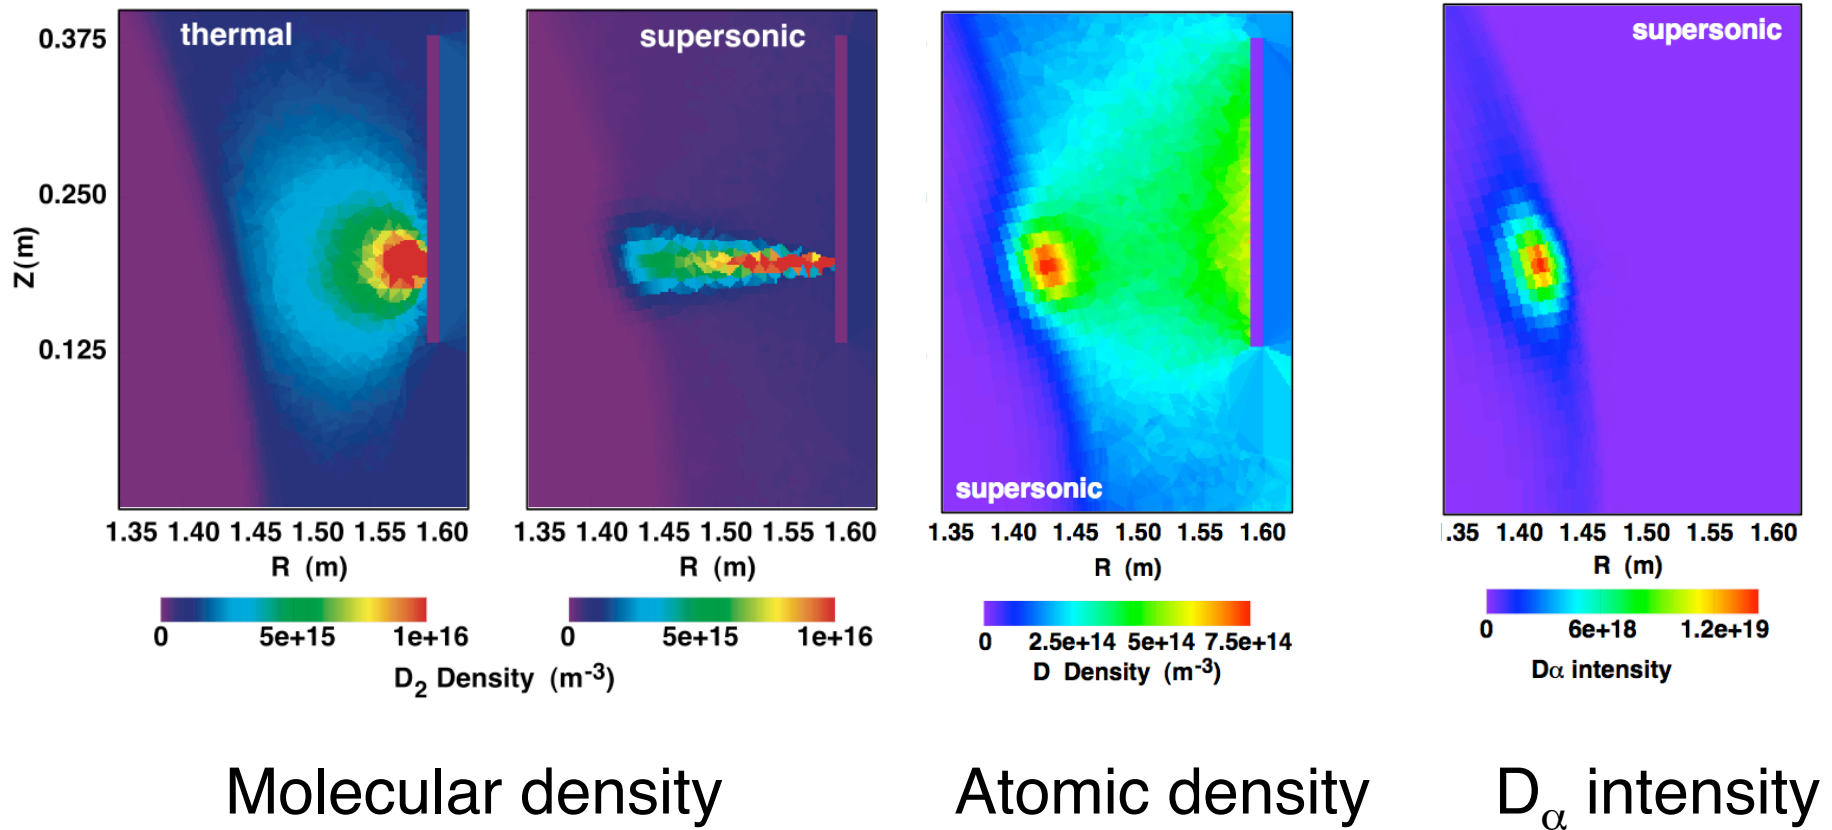 thermal
supersonic
supersonic
supersonic
0.375
0.250
0.125
Z(m)
1.35 1.40 1.45 1.50 1.55 1.60
1.35 1.40 1.45 1.50 1.55 1.60
1.35 1.40 1.45 1.50 1.55 1.60
.35 1.40 1.45 1.50 1.55 1.60
R (m)
R (m)
R (m)
R (m)
0 5e+15 1e+16
0 5e+15 1e+16
0 2.5e+14 5e+14 7.5e+14
0 6e+18 1.2e+19
D₂ Density (m⁻³)
D Density (m⁻³)
Dα intensity
Molecular density
Atomic density
Dα intensity